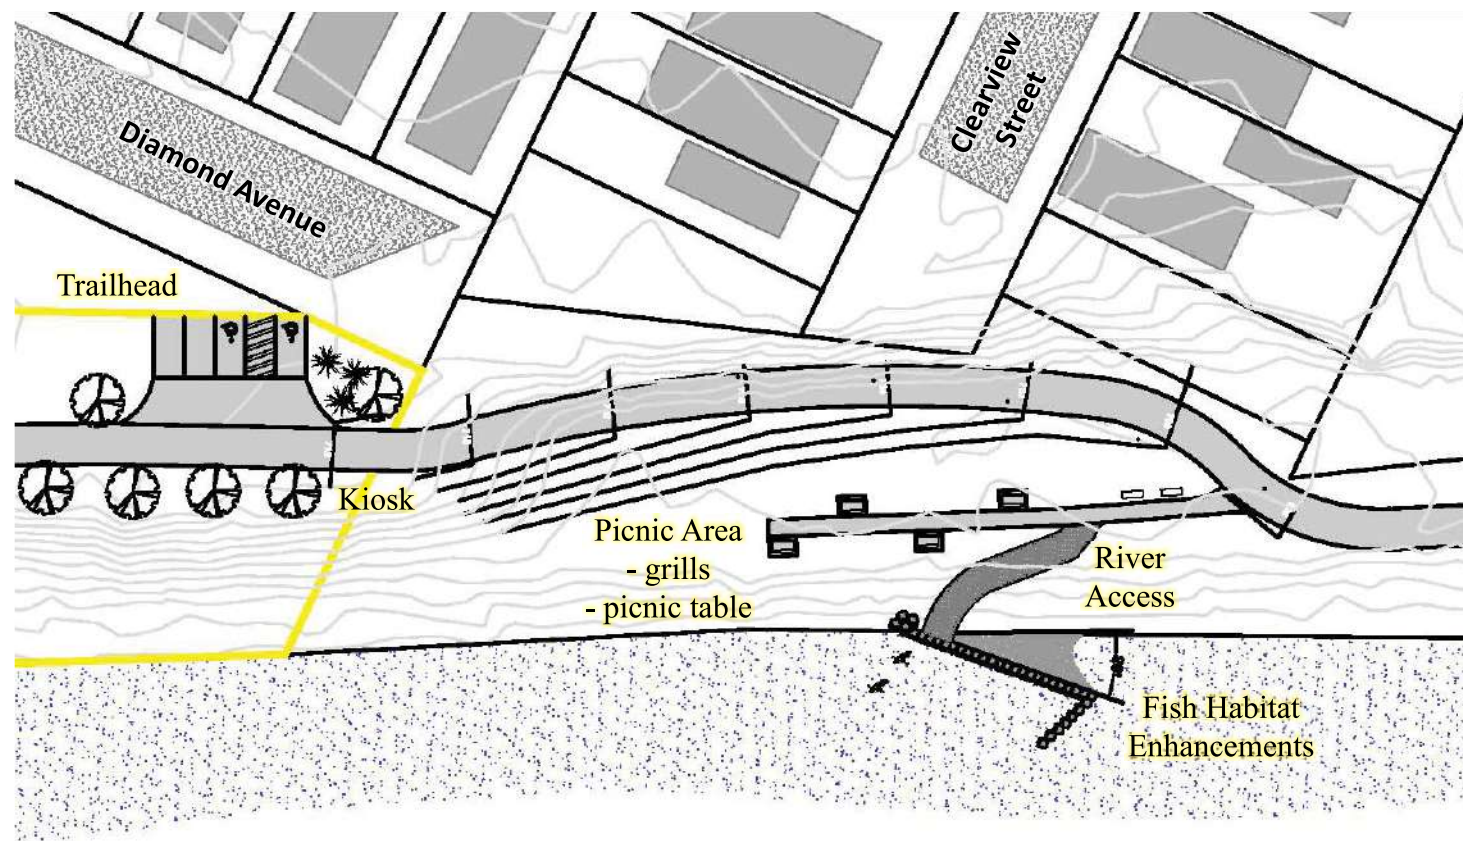 Clearview
Street
Diamond Avenue
Trailhead
Kiosk
Picnic Area
- grills
- picnic table
River
Access
Fish Habitat
Enhancements